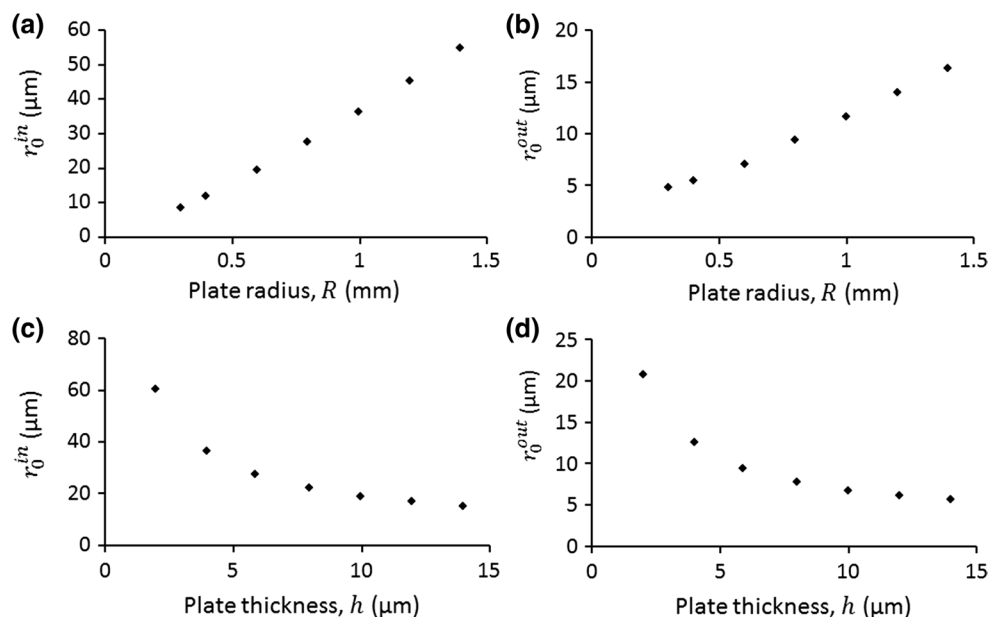 (a)
60
50
40
30
20
10
0
r₀ⁱⁿ (µm)
0 0.5 1 1.5
Plate radius, R (mm)
(b)
20
15
10
5
0
r₀ᵒᵘᵗ (µm)
0 0.5 1 1.5
Plate radius, R (mm)
(c)
80
60
40
20
0
r₀ⁱⁿ (µm)
0 5 10 15
Plate thickness, h (µm)
(d)
25
20
15
10
5
0
r₀ᵒᵘᵗ (µm)
0 5 10 15
Plate thickness, h (µm)